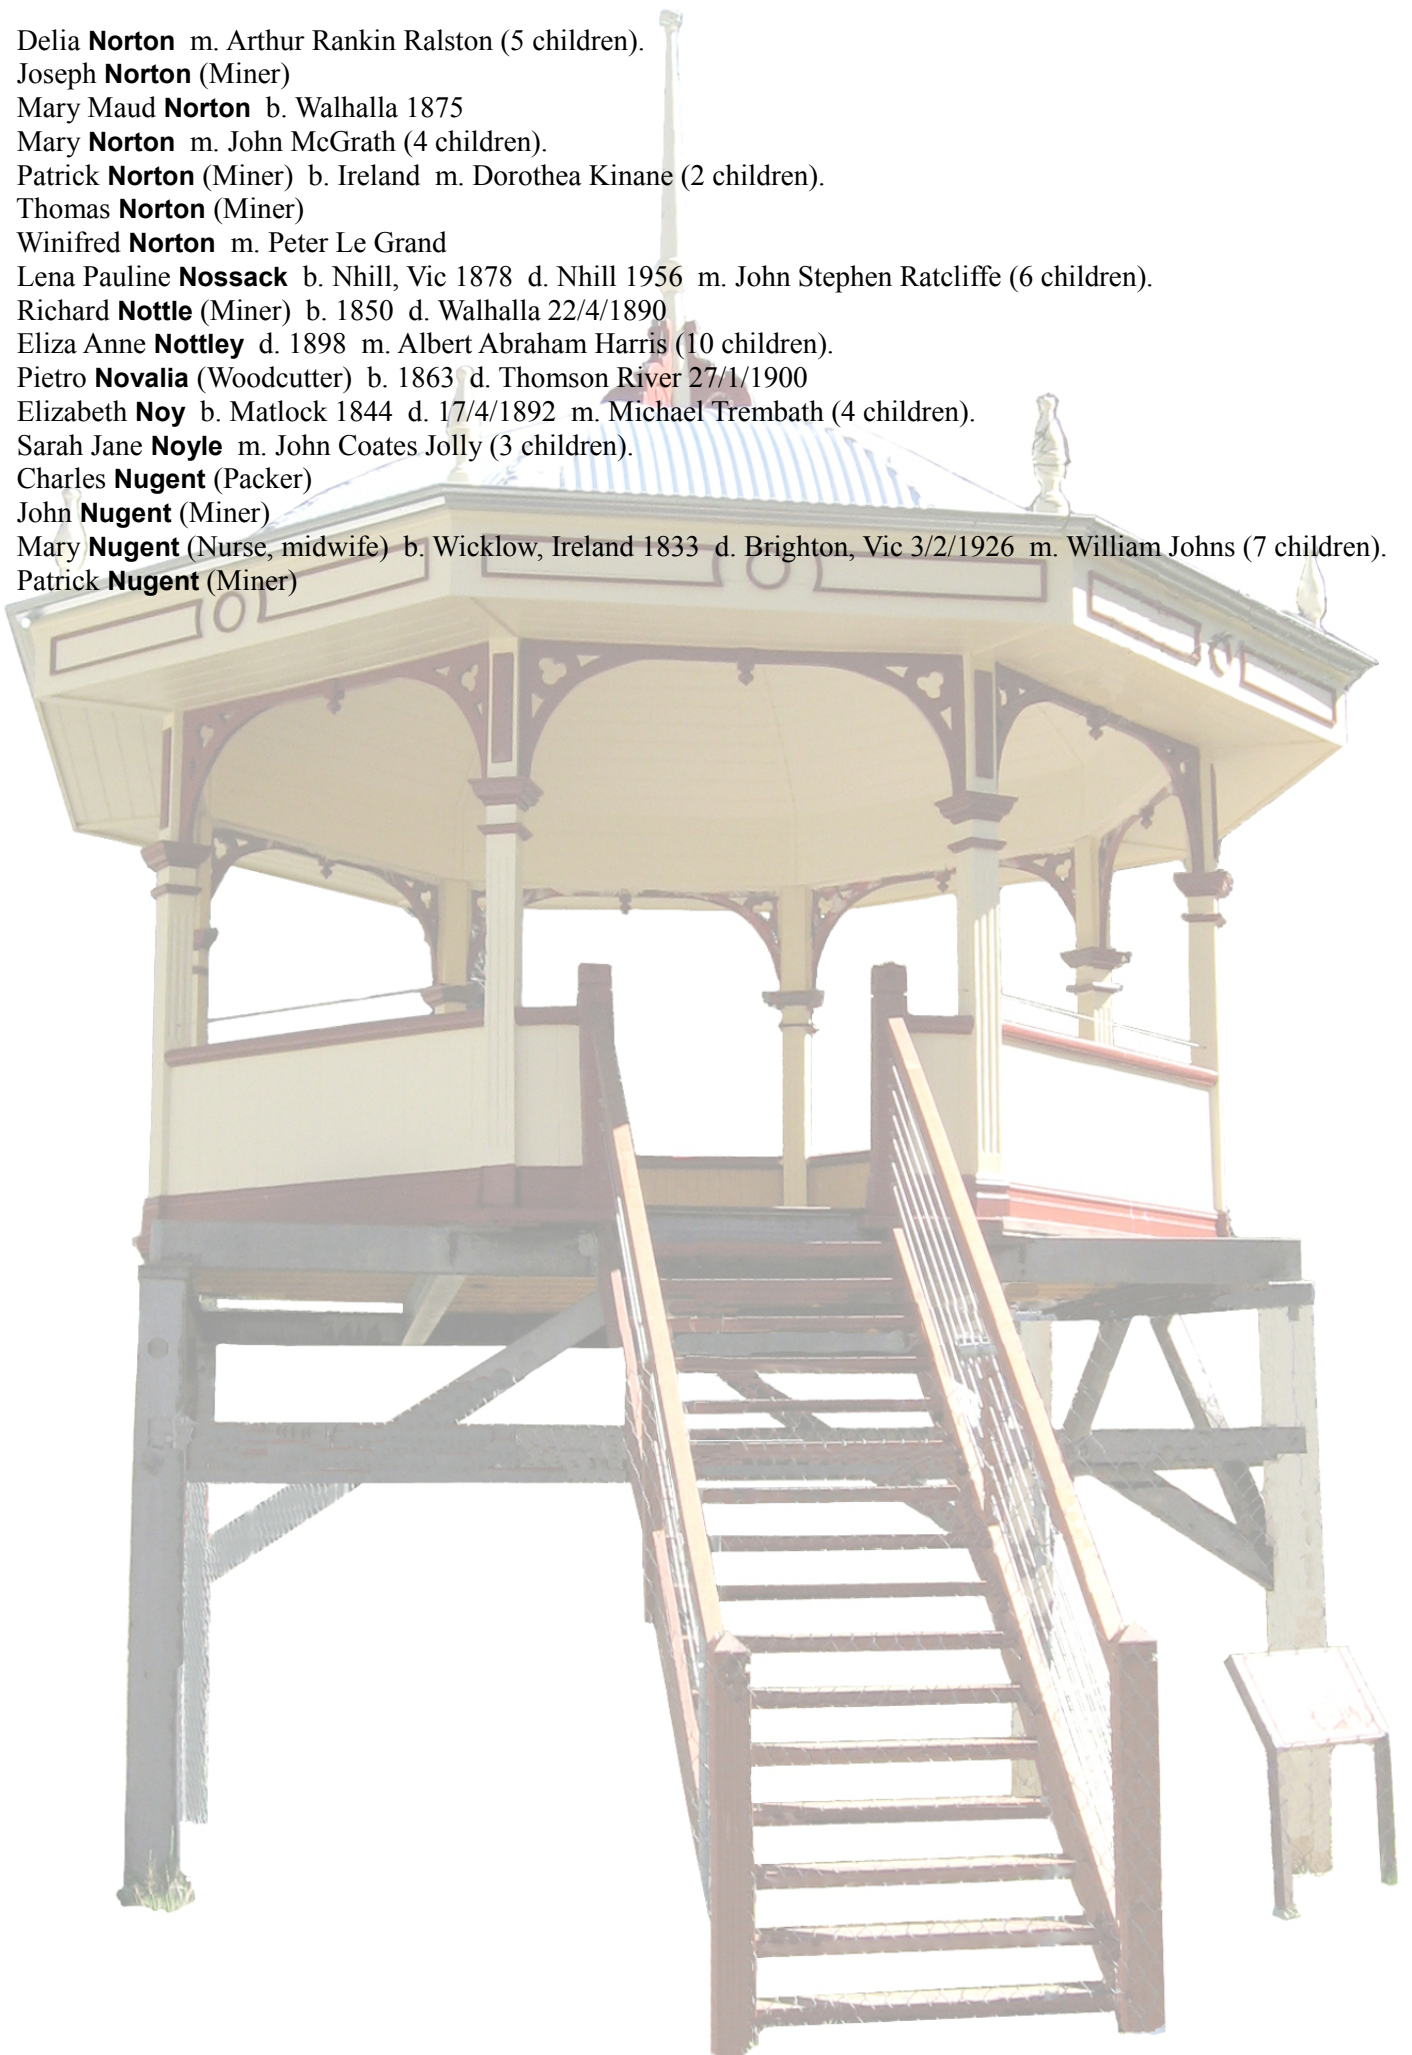 Delia Norton m. Arthur Rankin Ralston (5 children).
Joseph Norton (Miner)
Mary Maud Norton b. Walhalla 1875
Mary Norton m. John McGrath (4 children).
Patrick Norton (Miner) b. Ireland m. Dorothea Kinane (2 children).
Thomas Norton (Miner)
Winifred Norton m. Peter Le Grand
Lena Pauline Nossack b. Nhill, Vic 1878 d. Nhill 1956 m. John Stephen Ratcliffe (6 children).
Richard Nottle (Miner) b. 1850 d. Walhalla 22/4/1890
Eliza Anne Nottley d. 1898 m. Albert Abraham Harris (10 children).
Pietro Novalia (Woodcutter) b. 1863 d. Thomson River 27/1/1900
Elizabeth Noy b. Matlock 1844 d. 17/4/1892 m. Michael Trembath (4 children).
Sarah Jane Noyle m. John Coates Jolly (3 children).
Charles Nugent (Packer)
John Nugent (Miner)
Mary Nugent (Nurse, midwife) b. Wicklow, Ireland 1833 d. Brighton, Vic 3/2/1926 m. William Johns (7 children).
Patrick Nugent (Miner)